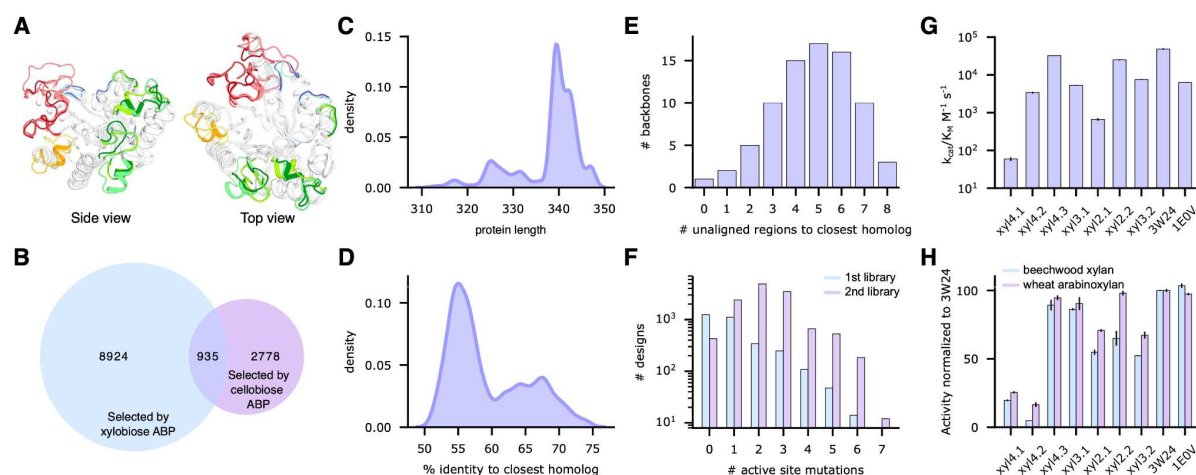 A
Side view
Top view
B
8924
935
2778
Selected by
cellobiose
ABP
Selected by
xylobiose ABP
C
density
0.15
0.10
0.05
0.00
310 320 330 340 350
protein length
D
density
0.10
0.05
0.00
50 55 60 65 70 75
% identity to closest homolog
E
# backbones
15
10
5
0
0 1 2 3 4 5 6 7 8
# unaligned regions to closest homolog
F
1st library
2nd library
# designs
10³
10²
10¹
0 1 2 3 4 5 6 7
# active site mutations
G
kcat/KM M⁻¹ s⁻¹
10⁵
10⁴
10³
10²
10¹
xyl4.1 xyl4.2 xyl4.3 xyl3.1 xyl2.1 xyl2.2 xyl3.2 3W24 1E0V
H
beechwood xylan
wheat arabinoxylan
Activity normalized to 3W24
100
50
0
xyl4.1 xyl4.2 xyl4.3 xyl3.1 xyl2.1 xyl2.2 xyl3.2 3W24 1E0V